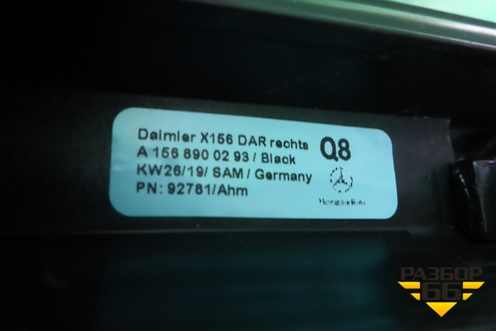 Daimler X156 DAR rechts Q8
A 156 890 02 93 / Black
KW26/19/ SAM / Germany
PN: 92781/Ahm
Mercedes-Benz
РАЗБОР
66